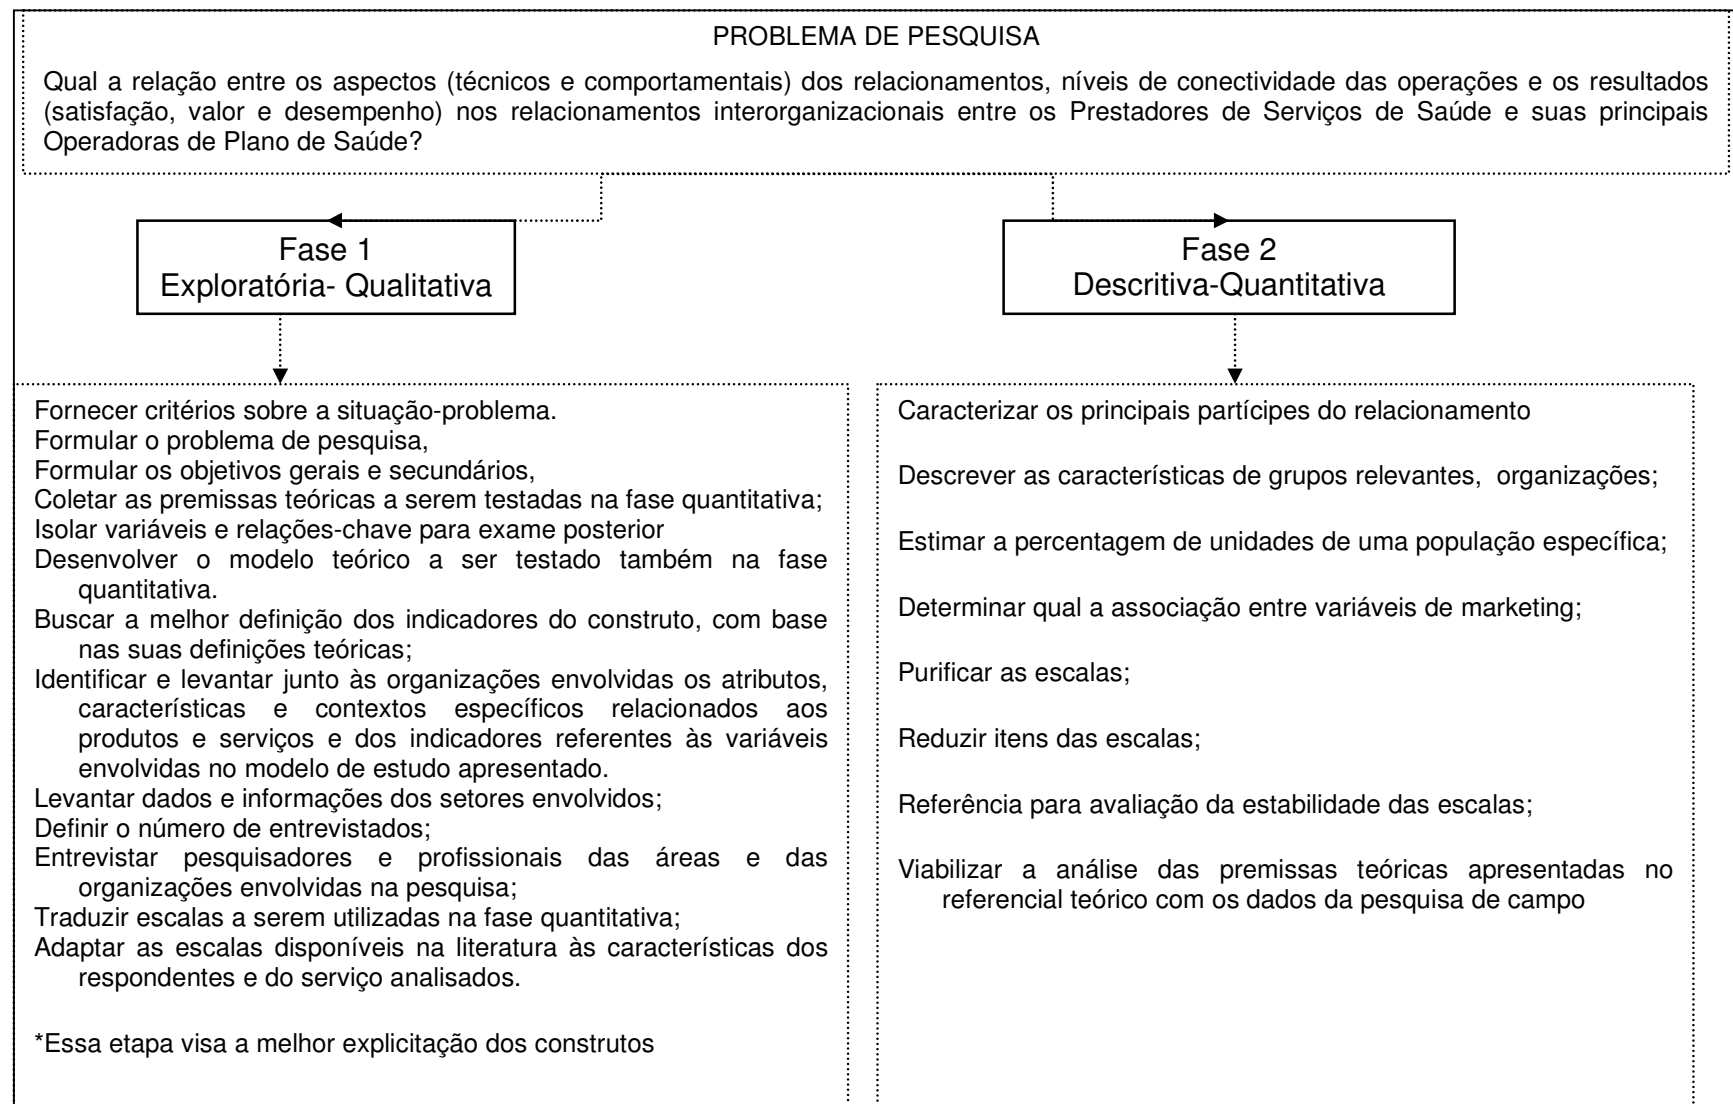 PROBLEMA DE PESQUISA
Qual a relação entre os aspectos (técnicos e comportamentais) dos relacionamentos, níveis de conectividade das operações e os resultados
(satisfação, valor e desempenho) nos relacionamentos interorganizacionais entre os Prestadores de Serviços de Saúde e suas principais
Operadoras de Plano de Saúde?
Fase 1
Exploratória- Qualitativa
Fase 2
Descritiva-Quantitativa
Fornecer critérios sobre a situação-problema.
Formular o problema de pesquisa,
Formular os objetivos gerais e secundários,
Coletar as premissas teóricas a serem testadas na fase quantitativa;
Isolar variáveis e relações-chave para exame posterior
Desenvolver o modelo teórico a ser testado também na fase
quantitativa.
Buscar a melhor definição dos indicadores do construto, com base
nas suas definições teóricas;
Identificar e levantar junto às organizações envolvidas os atributos,
características e contextos específicos relacionados aos
produtos e serviços e dos indicadores referentes às variáveis
envolvidas no modelo de estudo apresentado.
Levantar dados e informações dos setores envolvidos;
Definir o número de entrevistados;
Entrevistar pesquisadores e profissionais das áreas e das
organizações envolvidas na pesquisa;
Traduzir escalas a serem utilizadas na fase quantitativa;
Adaptar as escalas disponíveis na literatura às características dos
respondentes e do serviço analisados.
*Essa etapa visa a melhor explicitação dos construtos
Caracterizar os principais partícipes do relacionamento
Descrever as características de grupos relevantes, organizações;
Estimar a percentagem de unidades de uma população específica;
Determinar qual a associação entre variáveis de marketing;
Purificar as escalas;
Reduzir itens das escalas;
Referência para avaliação da estabilidade das escalas;
Viabilizar a análise das premissas teóricas apresentadas no
referencial teórico com os dados da pesquisa de campo